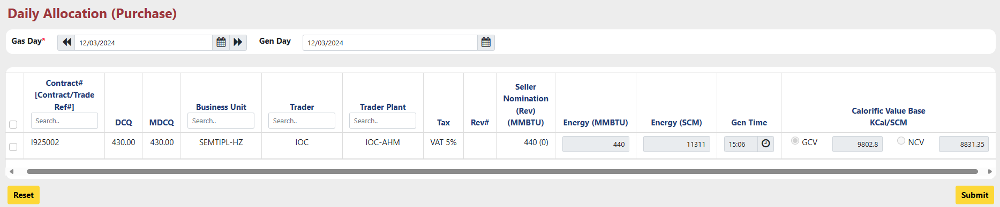 Daily Allocation (Purchase)
Gas Day* 12/03/2024 Gen Day 12/03/2024
Contract#
[Contract/Trade
Ref#]
Search..
DCQ
MDCQ
Business Unit
Search..
Trader
Search..
Trader Plant
Search..
Tax
Rev#
Seller
Nomination
(Rev)
(MMBTU)
Energy (MMBTU)
Energy (SCM)
Gen Time
Calorific Value Base
KCal/SCM
I925002 430.00 430.00 SEMTIPL-HZ IOC IOC-AHM VAT 5% 440 (0) 440 11311 15:06 GCV 9802.8 NCV 8831.35
Reset Submit